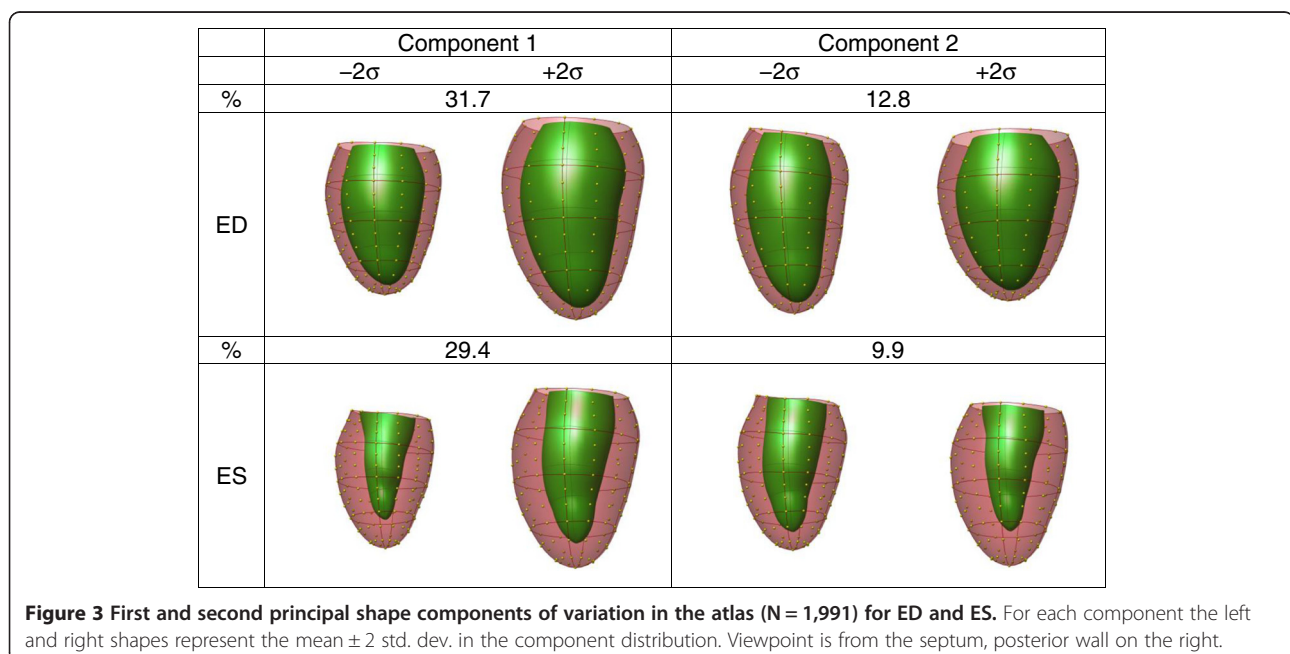 Component 1 Component 2
−2σ +2σ −2σ +2σ
% 31.7 12.8
ED
% 29.4 9.9
ES
Figure 3 First and second principal shape components of variation in the atlas (N = 1,991) for ED and ES. For each component the left
and right shapes represent the mean ± 2 std. dev. in the component distribution. Viewpoint is from the septum, posterior wall on the right.